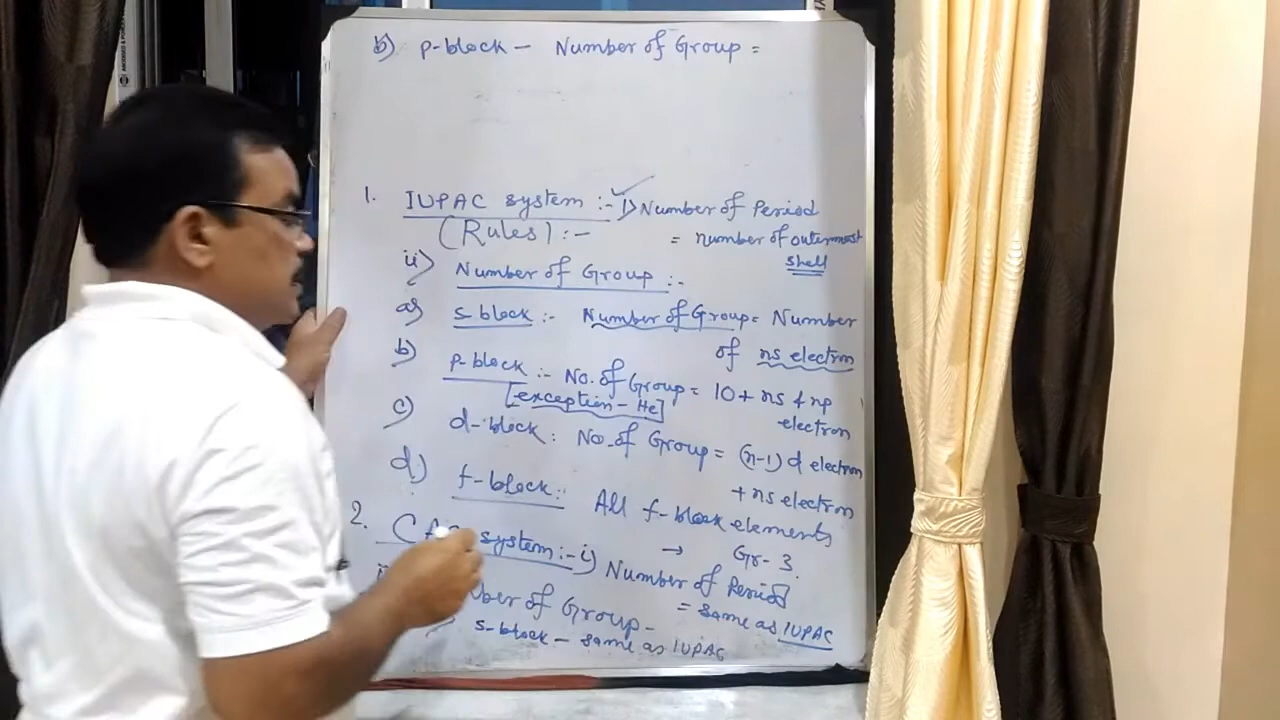 b) p-block – Number of Group =
1. IUPAC system :- i) Number of Period
(Rules) :- = number of outermost
shell
ii) Number of Group :-
a) s-block :- Number of Group = Number
of ns electron
b) p-block :- No. of Group = 10 + ns & np
[exception – He] electron
c) d-block : No. of Group = (n-1) d electron
+ ns electron
d) f-block :: All f-block elements
→ Gr- 3.
2. system :- i) Number of Period
= same as IUPAC
of Group –
s-block – same as IUPAC